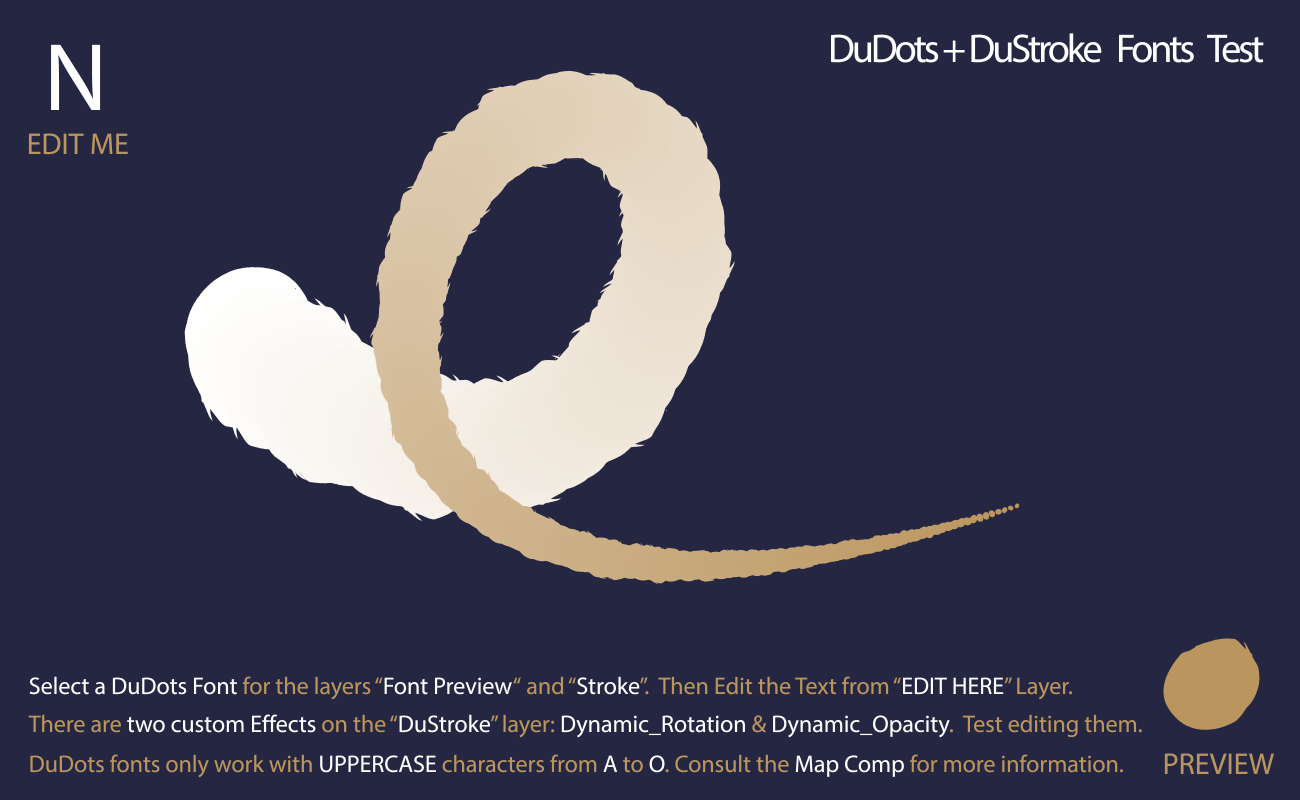 N
EDIT ME
DuDots + DuStroke Fonts Test
Select a DuDots Font for the layers “Font Preview“ and “Stroke”. Then Edit the Text from “EDIT HERE” Layer.
There are two custom Effects on the “DuStroke” layer: Dynamic_Rotation & Dynamic_Opacity. Test editing them.
DuDots fonts only work with UPPERCASE characters from A to O. Consult the Map Comp for more information.
PREVIEW